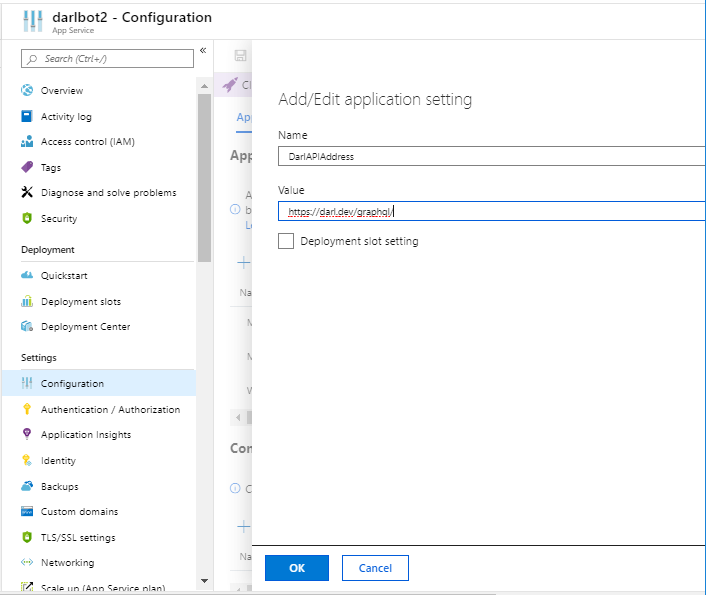 darlbot2 - Configuration
App Service
Search (Ctrl+/)
«
Overview
Activity log
Access control (IAM)
Tags
Diagnose and solve problems
Security
Deployment
Quickstart
Deployment slots
Deployment Center
Settings
Configuration
Authentication / Authorization
Application Insights
Identity
Backups
Custom domains
TLS/SSL settings
Networking
Scale up (App Service plan)
Add/Edit application setting
Name
DarlAPIAddress
Value
https://darl.dev/graphql/
Deployment slot setting
OK
Cancel